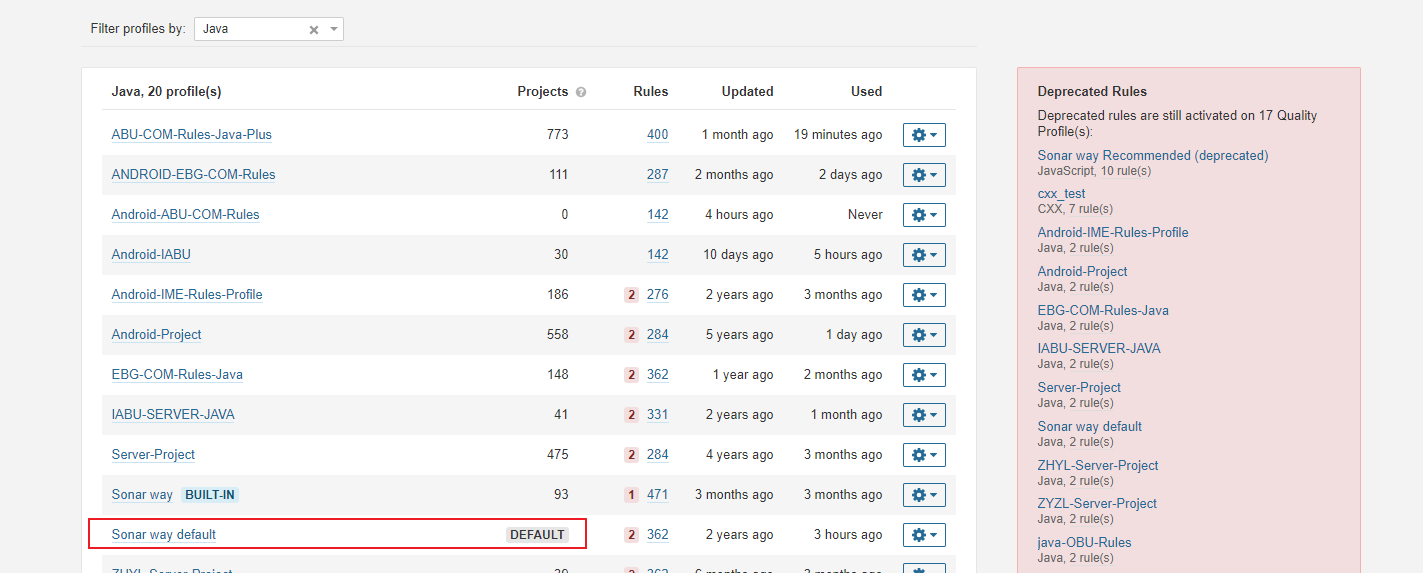 Filter profiles by: Java
Java, 20 profile(s) Projects Rules Updated Used
ABU-COM-Rules-Java-Plus 773 400 1 month ago 19 minutes ago
ANDROID-EBG-COM-Rules 111 287 2 months ago 2 days ago
Android-ABU-COM-Rules 0 142 4 hours ago Never
Android-IABU 30 142 10 days ago 5 hours ago
Android-IME-Rules-Profile 186 2 276 2 years ago 3 months ago
Android-Project 558 2 284 5 years ago 1 day ago
EBG-COM-Rules-Java 148 2 362 1 year ago 2 months ago
IABU-SERVER-JAVA 41 2 331 2 years ago 1 month ago
Server-Project 475 2 284 4 years ago 3 months ago
Sonar way BUILT-IN 93 1 471 3 months ago 3 months ago
Sonar way default DEFAULT 2 362 2 years ago 3 hours ago
Deprecated Rules
Deprecated rules are still activated on 17 Quality
Profile(s):
Sonar way Recommended (deprecated)
JavaScript, 10 rule(s)
cxx_test
CXX, 7 rule(s)
Android-IME-Rules-Profile
Java, 2 rule(s)
Android-Project
Java, 2 rule(s)
EBG-COM-Rules-Java
Java, 2 rule(s)
IABU-SERVER-JAVA
Java, 2 rule(s)
Server-Project
Java, 2 rule(s)
Sonar way default
Java, 2 rule(s)
ZHYL-Server-Project
Java, 2 rule(s)
ZYZL-Server-Project
Java, 2 rule(s)
java-OBU-Rules
Java, 2 rule(s)